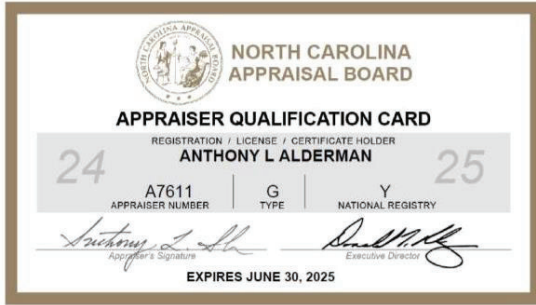 NORTH CAROLINA
APPRAISAL BOARD
APPRAISER QUALIFICATION CARD
REGISTRATION / LICENSE / CERTIFICATE HOLDER
ANTHONY L ALDERMAN
24
25
A7611 G Y
APPRAISER NUMBER TYPE NATIONAL REGISTRY
Appraiser's Signature Executive Director
EXPIRES JUNE 30, 2025